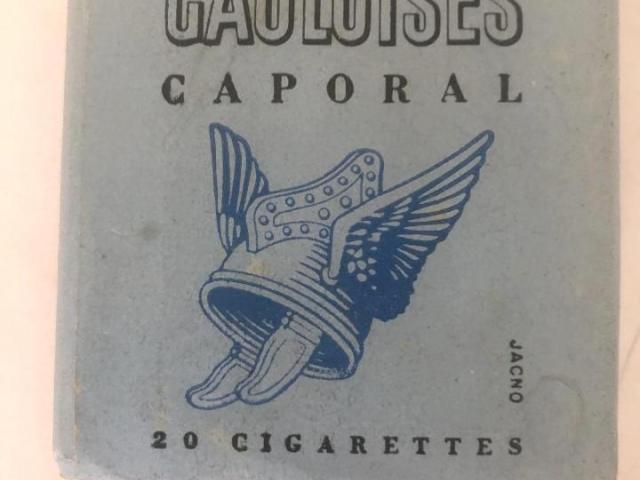 GAULOISES
CAPORAL
JACNO
20 CIGARETTES